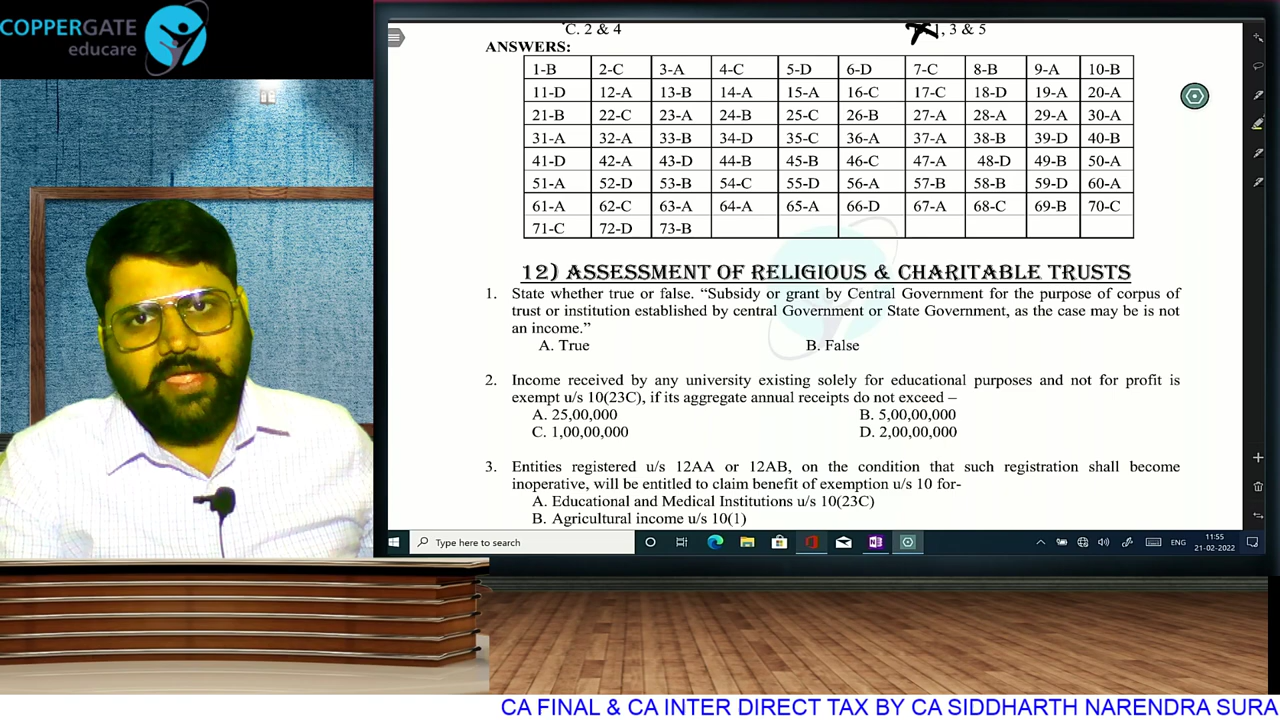 COPPERGATE
educare
C. 2 & 4
1, 3 & 5
ANSWERS:
1-B 2-C 3-A 4-C 5-D 6-D 7-C 8-B 9-A 10-B
11-D 12-A 13-B 14-A 15-A 16-C 17-C 18-D 19-A 20-A
21-B 22-C 23-A 24-B 25-C 26-B 27-A 28-A 29-A 30-A
31-A 32-A 33-B 34-D 35-C 36-A 37-A 38-B 39-D 40-B
41-D 42-A 43-D 44-B 45-B 46-C 47-A 48-D 49-B 50-A
51-A 52-D 53-B 54-C 55-D 56-A 57-B 58-B 59-D 60-A
61-A 62-C 63-A 64-A 65-A 66-D 67-A 68-C 69-B 70-C
71-C 72-D 73-B
12) ASSESSMENT OF RELIGIOUS & CHARITABLE TRUSTS
1. State whether true or false. “Subsidy or grant by Central Government for the purpose of corpus of
trust or institution established by central Government or State Government, as the case may be is not
an income.”
A. True B. False
2. Income received by any university existing solely for educational purposes and not for profit is
exempt u/s 10(23C), if its aggregate annual receipts do not exceed –
A. 25,00,000 B. 5,00,00,000
C. 1,00,00,000 D. 2,00,00,000
3. Entities registered u/s 12AA or 12AB, on the condition that such registration shall become
inoperative, will be entitled to claim benefit of exemption u/s 10 for-
A. Educational and Medical Institutions u/s 10(23C)
B. Agricultural income u/s 10(1)
Type here to search
ENG
11:55
21-02-2022
CA FINAL & CA INTER DIRECT TAX BY CA SIDDHARTH NARENDRA SURA